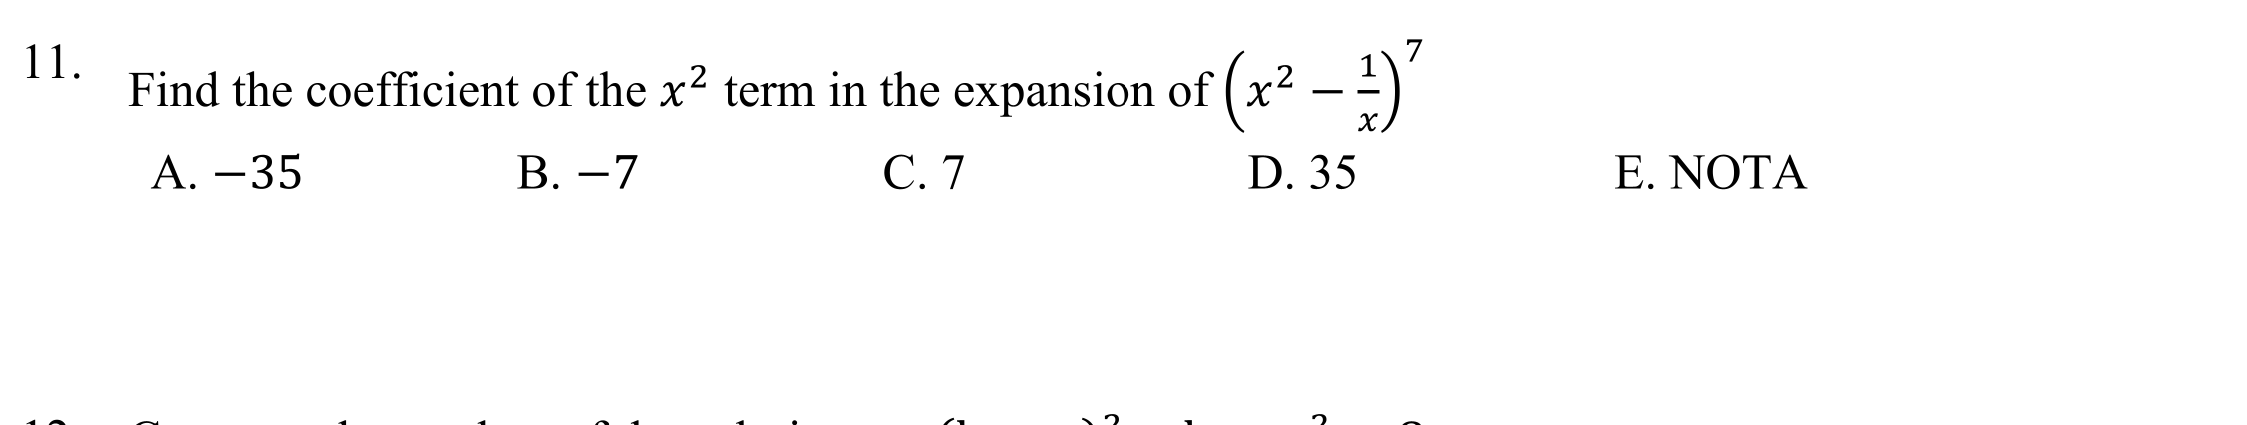 11. Find the coefficient of the x² term in the expansion of (x² − 1/x)⁷
A. −35 B. −7 C. 7 D. 35 E. NOTA